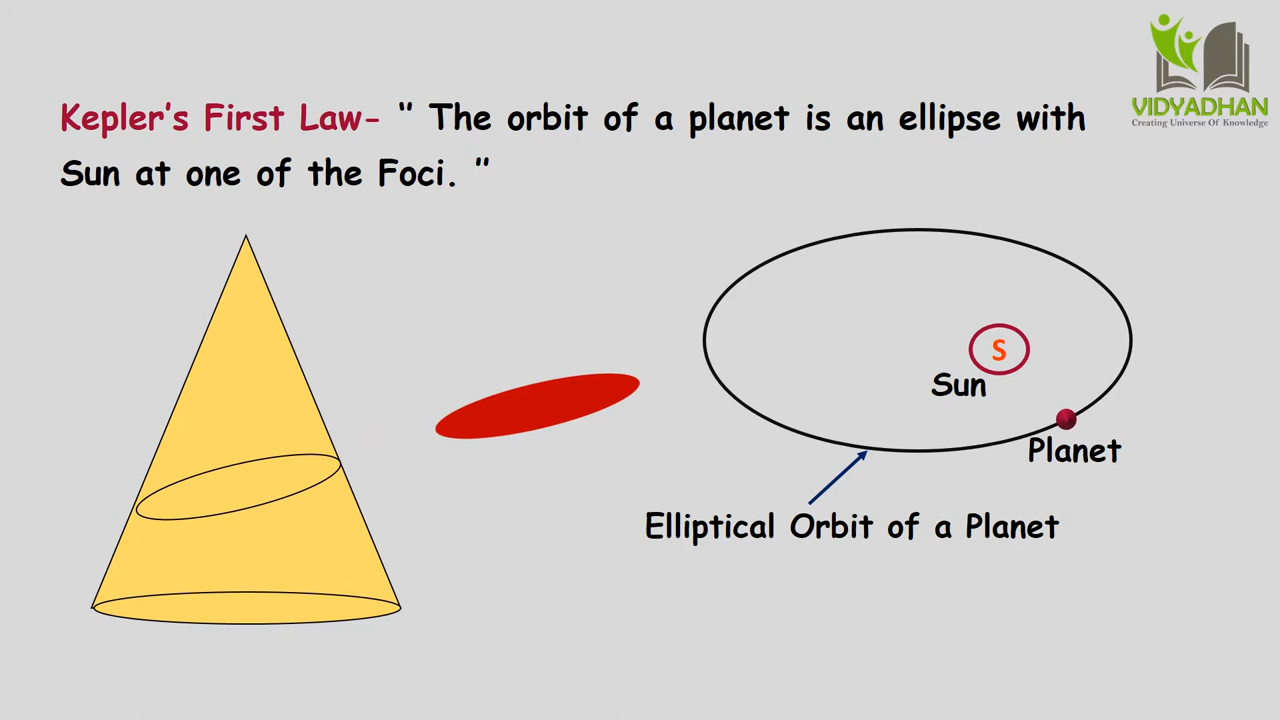 Kepler's First Law- " The orbit of a planet is an ellipse with
Sun at one of the Foci. "
VIDYADHAN
Creating Universe Of Knowledge
S
Sun
Planet
Elliptical Orbit of a Planet